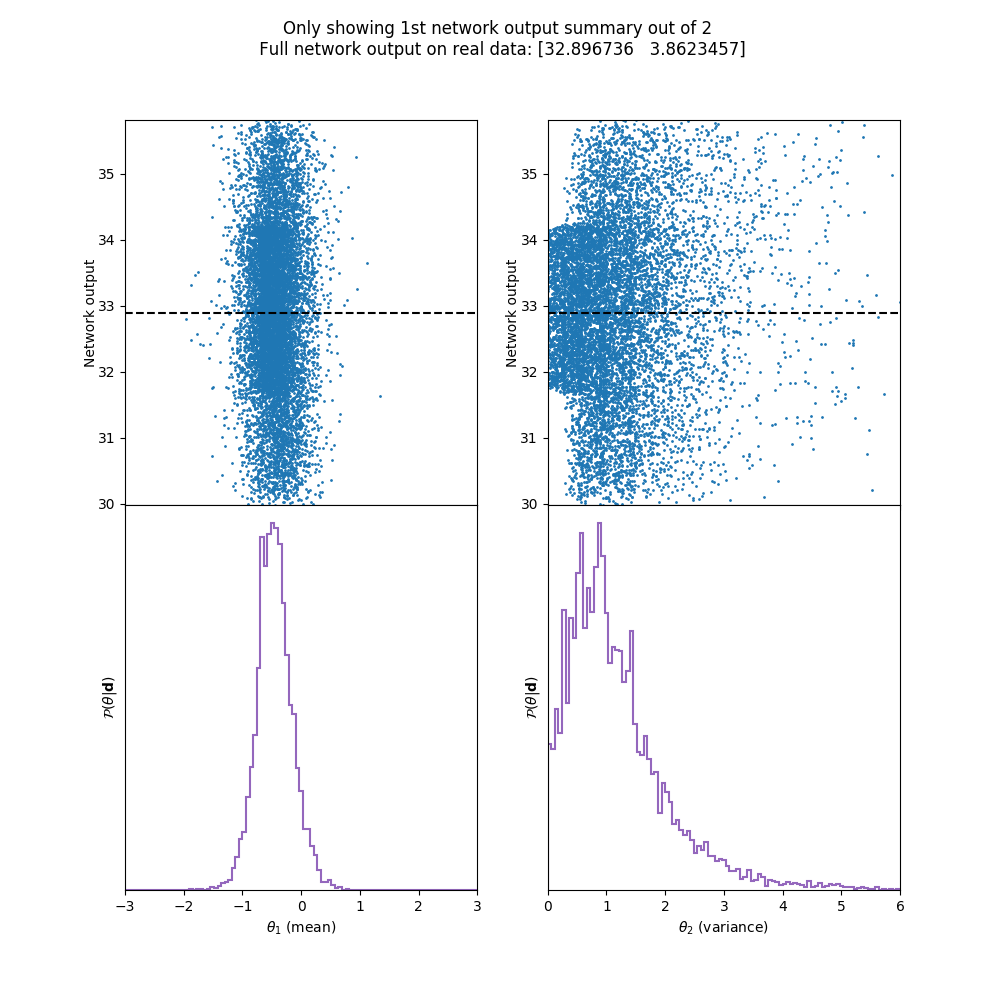 Only showing 1st network output summary out of 2
Full network output on real data: [32.896736   3.8623457]
Network output
35
34
33
32
31
30
Network output
35
34
33
32
31
30
𝒫(θ|𝐝)
−3 −2 −1 0 1 2 3
θ₁ (mean)
𝒫(θ|𝐝)
0 1 2 3 4 5 6
θ₂ (variance)